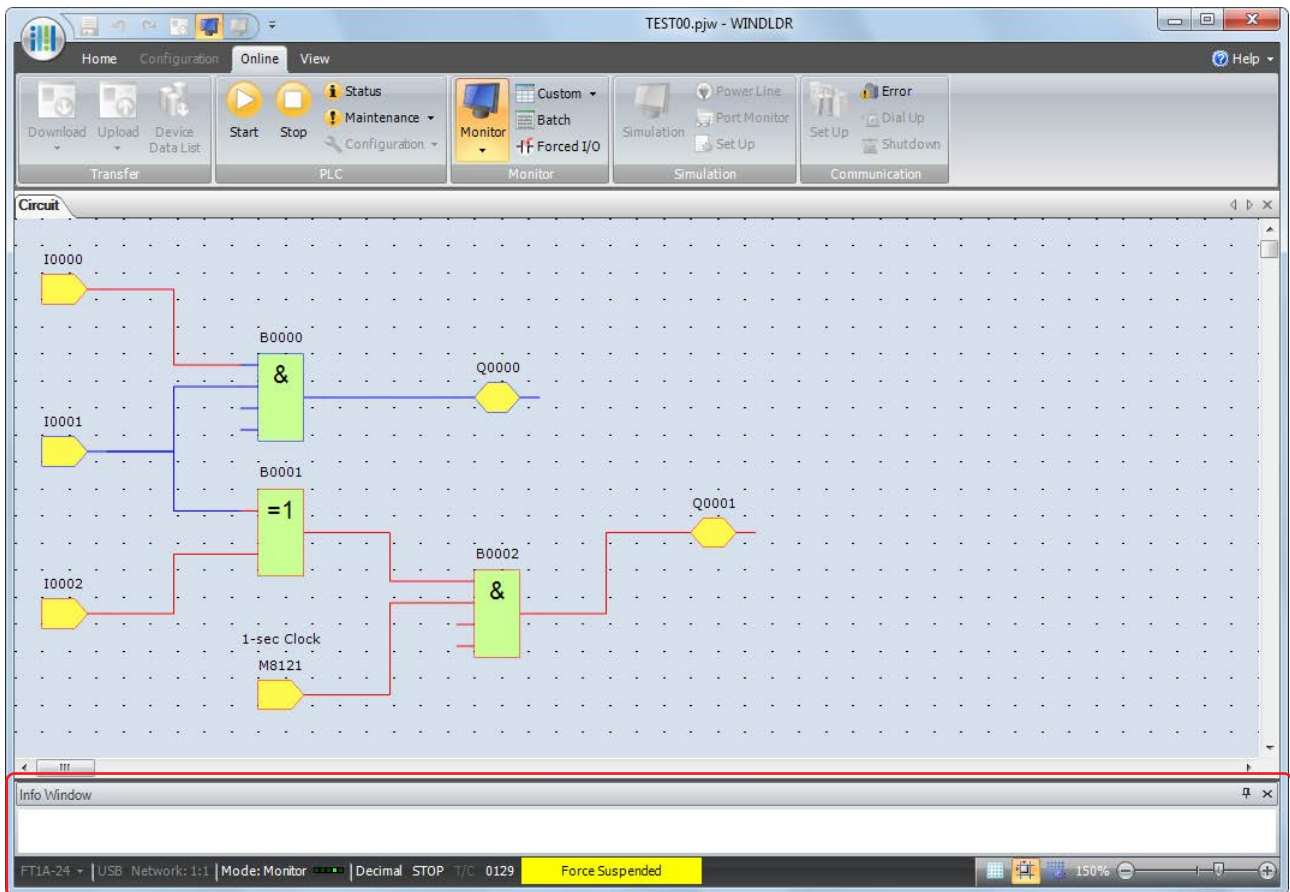 TEST00.pjw - WINDLDR
Home Configuration Online View Help
Download Upload Device Data List
Transfer
Start Stop
Status
Maintenance
Configuration
PLC
Monitor
Custom
Batch
Forced I/O
Monitor
Simulation
Power Line
Port Monitor
Set Up
Simulation
Set Up
Error
Dial Up
Shutdown
Communication
Circuit
I0000
B0000
&
Q0000
I0001
B0001
=1
Q0001
B0002
&
I0002
1-sec Clock
M8121
Info Window
FT1A-24 USB Network: 1:1 Mode: Monitor Decimal STOP T/C 0129 Force Suspended 150%